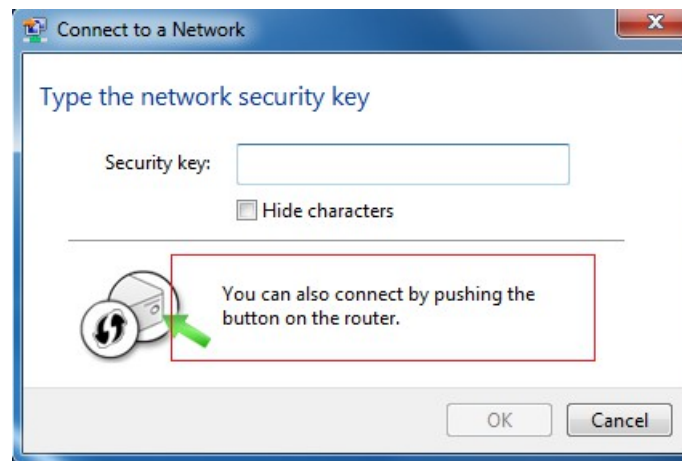 Connect to a Network
Type the network security key
Security key:
Hide characters
You can also connect by pushing the
button on the router.
OK
Cancel